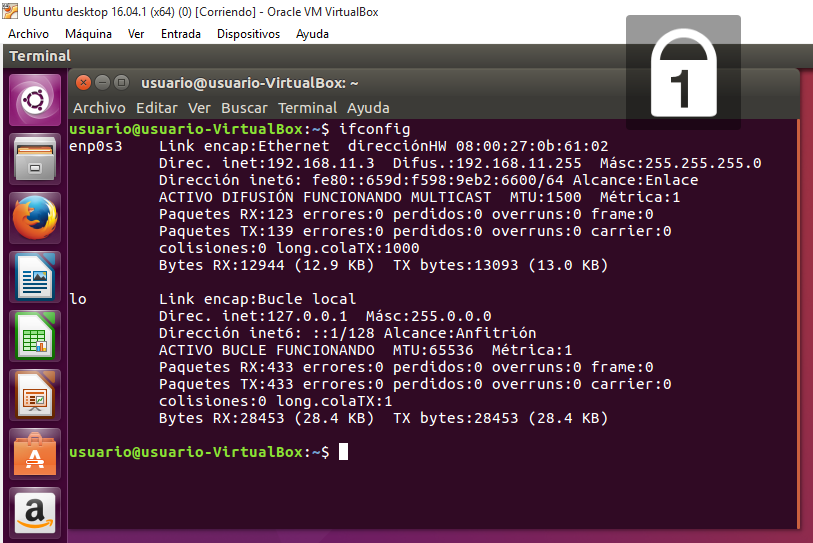 Ubuntu desktop 16.04.1 (x64) (0) [Corriendo] - Oracle VM VirtualBox
Archivo Máquina Ver Entrada Dispositivos Ayuda
1
Terminal
usuario@usuario-VirtualBox: ~
Archivo Editar Ver Buscar Terminal Ayuda
usuario@usuario-VirtualBox:~$ ifconfig
enp0s3 Link encap:Ethernet direcciónHW 08:00:27:0b:61:02
Direc. inet:192.168.11.3 Difus.:192.168.11.255 Másc:255.255.255.0
Dirección inet6: fe80::659d:f598:9eb2:6600/64 Alcance:Enlace
ACTIVO DIFUSIÓN FUNCIONANDO MULTICAST MTU:1500 Métrica:1
Paquetes RX:123 errores:0 perdidos:0 overruns:0 frame:0
Paquetes TX:139 errores:0 perdidos:0 overruns:0 carrier:0
colisiones:0 long.colaTX:1000
Bytes RX:12944 (12.9 KB) TX bytes:13093 (13.0 KB)
lo Link encap:Bucle local
Direc. inet:127.0.0.1 Másc:255.0.0.0
Dirección inet6: ::1/128 Alcance:Anfitrión
ACTIVO BUCLE FUNCIONANDO MTU:65536 Métrica:1
Paquetes RX:433 errores:0 perdidos:0 overruns:0 frame:0
Paquetes TX:433 errores:0 perdidos:0 overruns:0 carrier:0
colisiones:0 long.colaTX:1
Bytes RX:28453 (28.4 KB) TX bytes:28453 (28.4 KB)
usuario@usuario-VirtualBox:~$
a